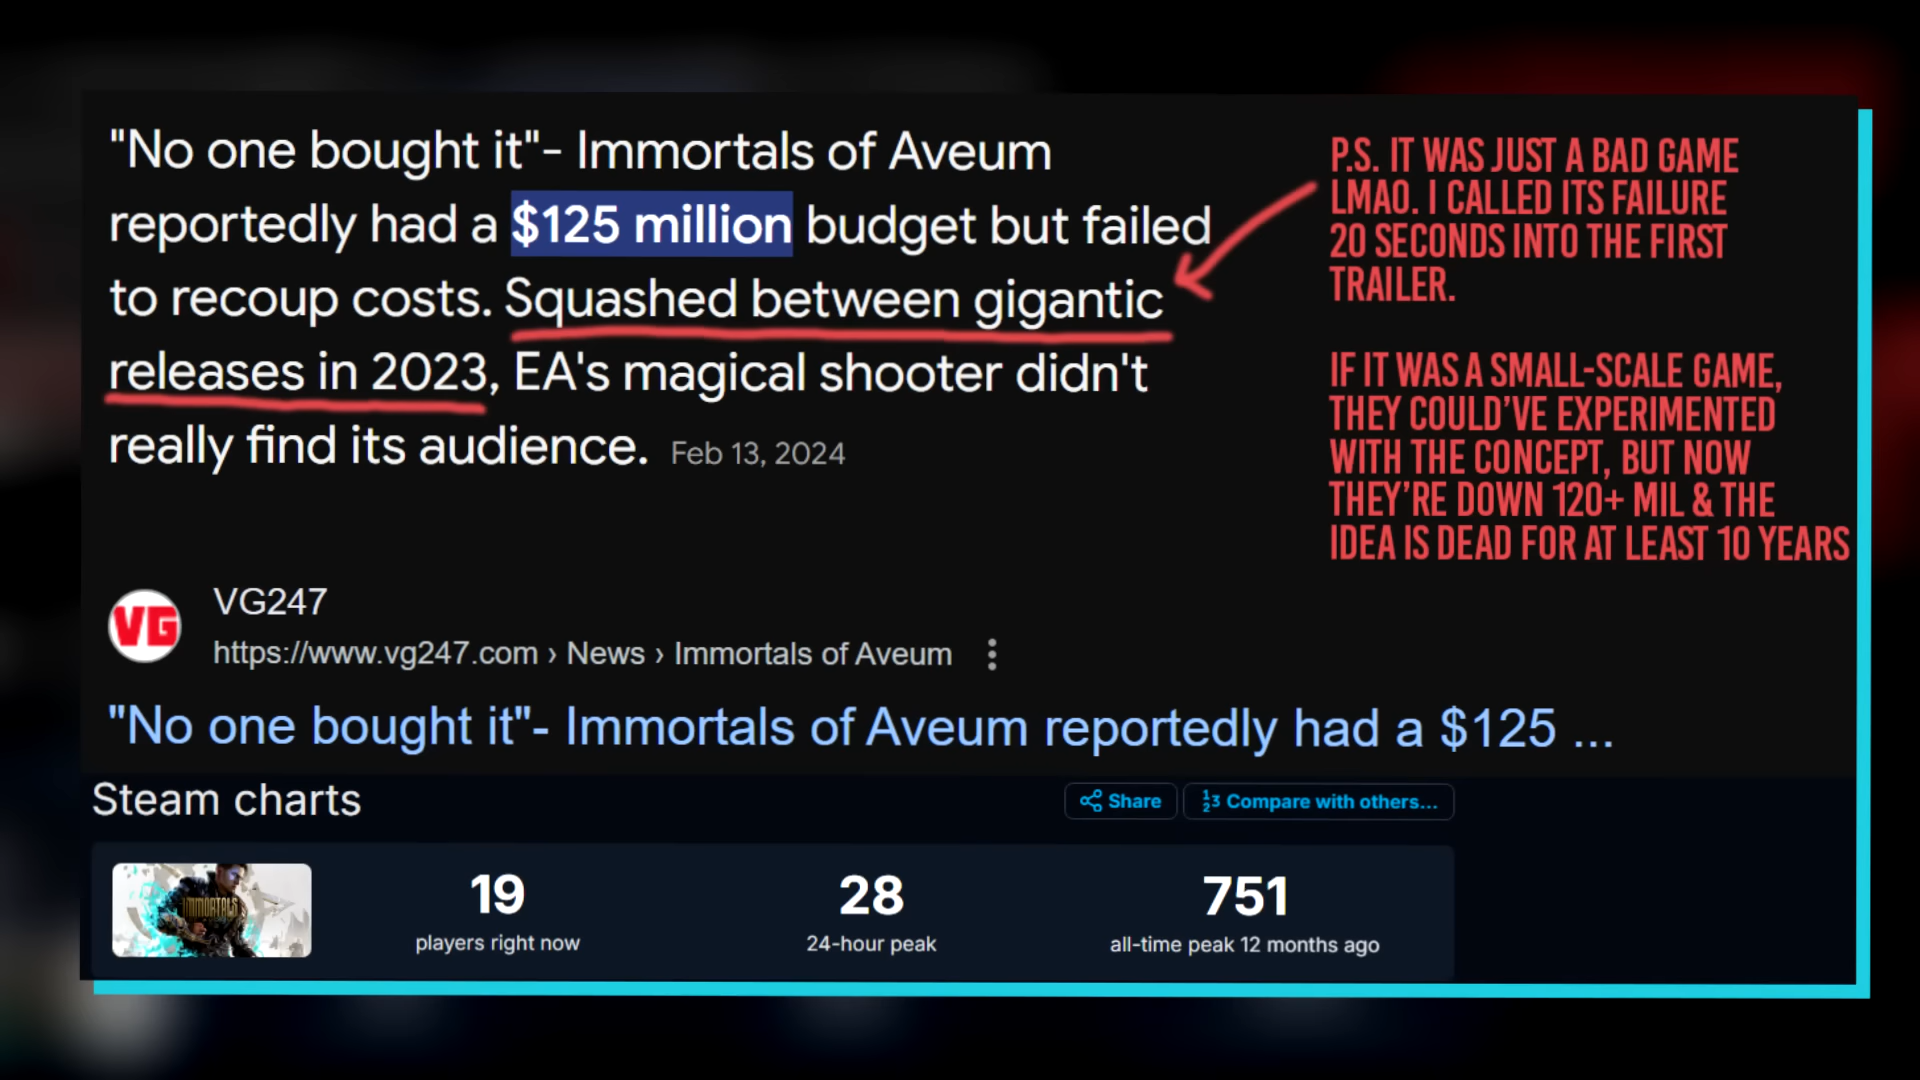 "No one bought it"- Immortals of Aveum
reportedly had a $125 million budget but failed
to recoup costs. Squashed between gigantic
releases in 2023, EA's magical shooter didn't
really find its audience. Feb 13, 2024
P.S. IT WAS JUST A BAD GAME
LMAO. I CALLED ITS FAILURE
20 SECONDS INTO THE FIRST
TRAILER.
IF IT WAS A SMALL-SCALE GAME,
THEY COULD'VE EXPERIMENTED
WITH THE CONCEPT, BUT NOW
THEY'RE DOWN 120+ MIL & THE
IDEA IS DEAD FOR AT LEAST 10 YEARS
VG
VG247
https://www.vg247.com › News › Immortals of Aveum
"No one bought it"- Immortals of Aveum reportedly had a $125 ...
Steam charts
Share
Compare with others...
IMMORTALS
19
players right now
28
24-hour peak
751
all-time peak 12 months ago